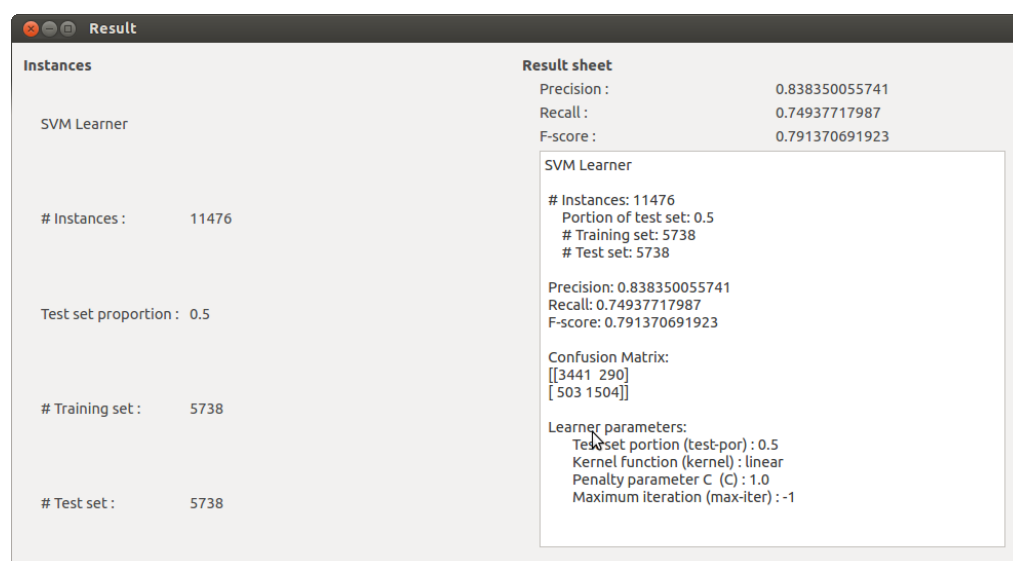 Result
Instances
SVM Learner
# Instances : 11476
Test set proportion : 0.5
# Training set : 5738
# Test set : 5738
Result sheet
Precision : 0.838350055741
Recall : 0.74937717987
F-score : 0.791370691923
SVM Learner
# Instances: 11476
Portion of test set: 0.5
# Training set: 5738
# Test set: 5738
Precision: 0.838350055741
Recall: 0.74937717987
F-score: 0.791370691923
Confusion Matrix:
[[3441 290]
[ 503 1504]]
Learner parameters:
Test set portion (test-por) : 0.5
Kernel function (kernel) : linear
Penalty parameter C (C) : 1.0
Maximum iteration (max-iter) : -1